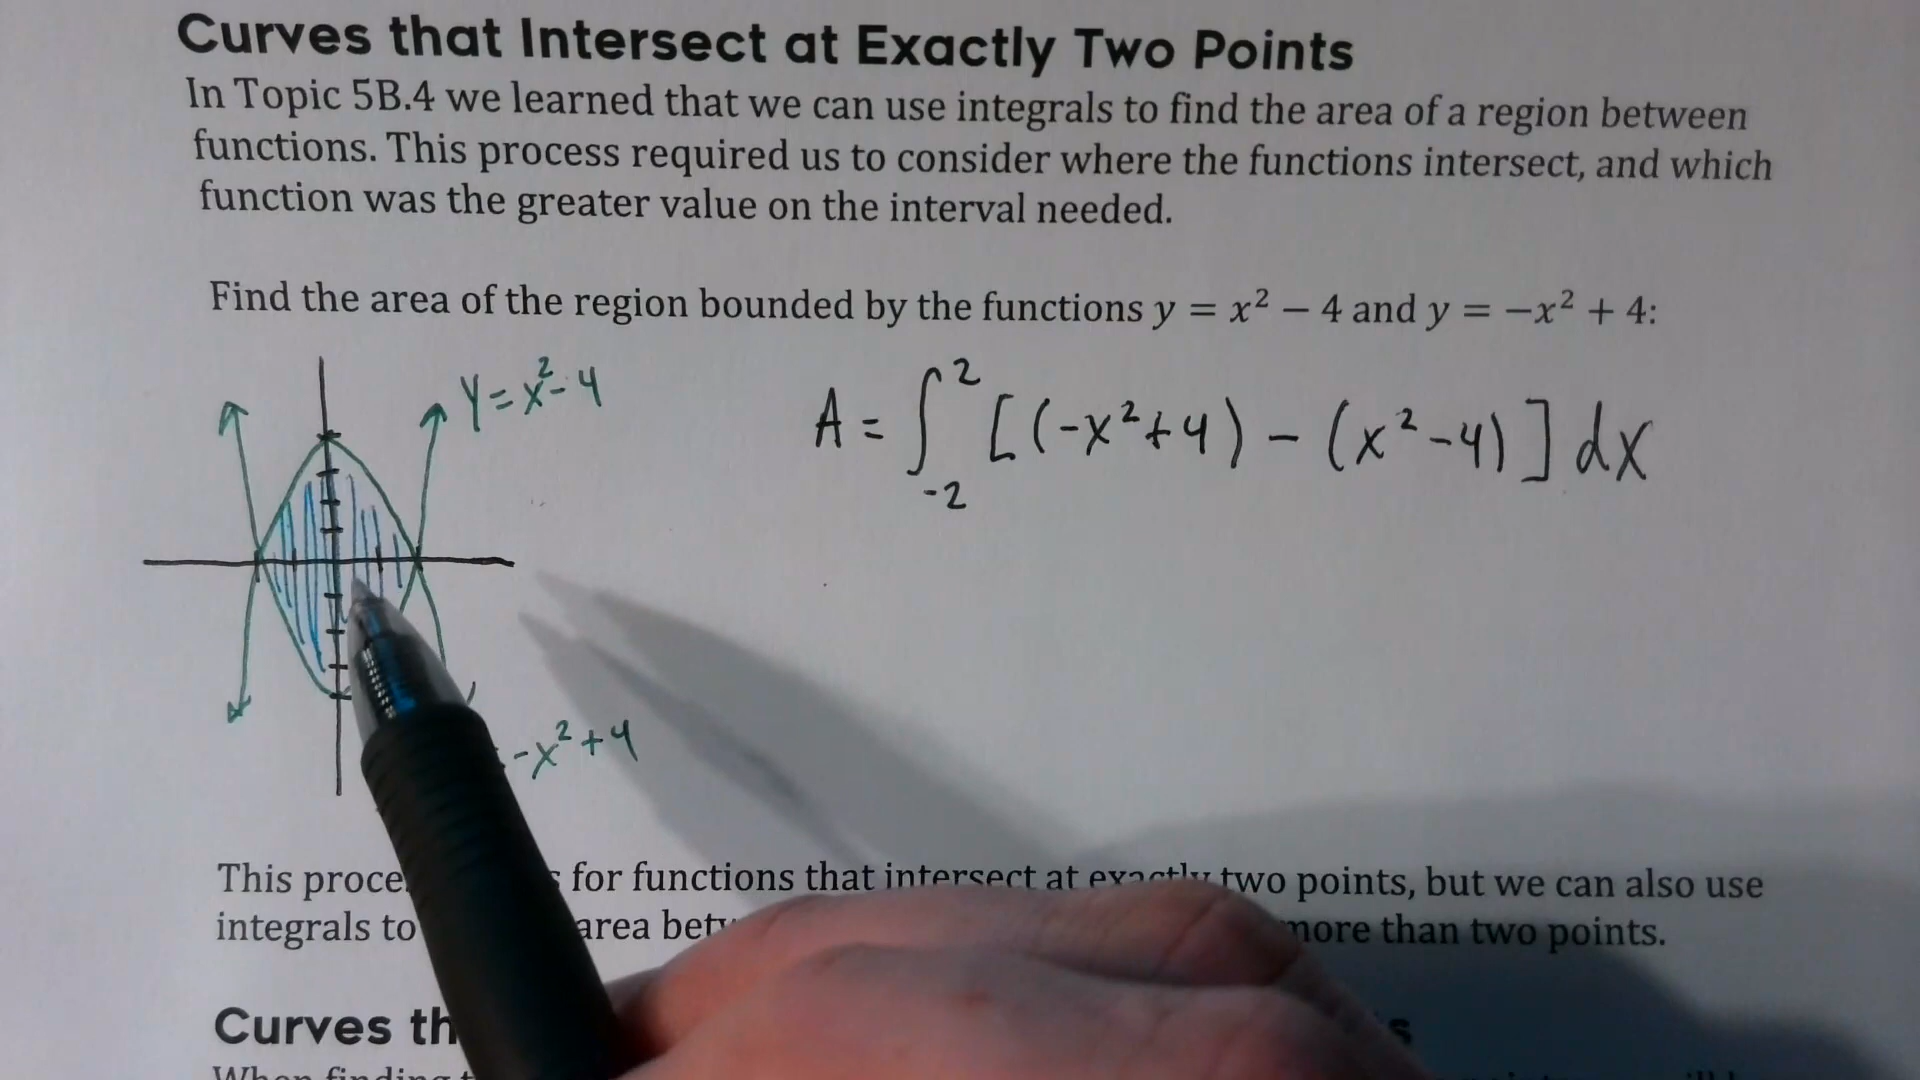 Curves that Intersect at Exactly Two Points
In Topic 5B.4 we learned that we can use integrals to find the area of a region between
functions. This process required us to consider where the functions intersect, and which
function was the greater value on the interval needed.
Find the area of the region bounded by the functions y = x² − 4 and y = −x² + 4:
y = x² - 4
A = ∫₋₂² [(-x²+4) - (x²-4)] dx
-x² + 4
This for functions that intersect at exactly two points, but we can also use
integrals to area more than two points.
Curves
When finding